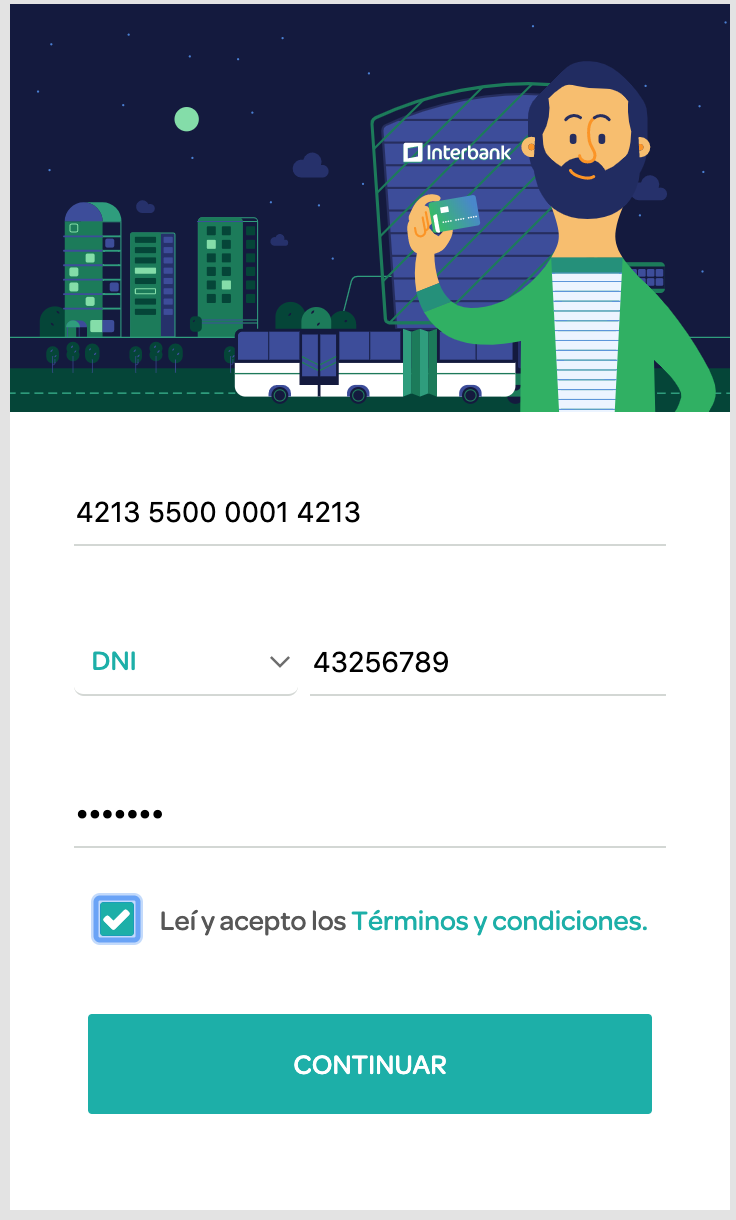 Interbank
4213 5500 0001 4213
DNI
43256789
•••••••
Leí y acepto los Términos y condiciones.
CONTINUAR